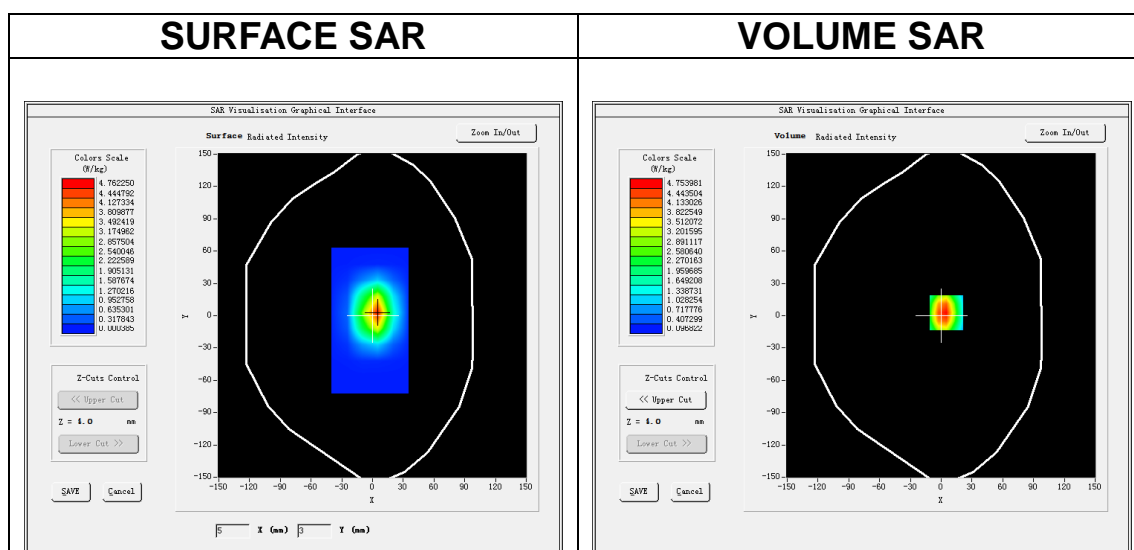 SURFACE SAR
VOLUME SAR
SAR Visualisation Graphical Interface
Surface Radiated Intensity
Zoom In/Out
Colors Scale
(W/kg)
4.762250
4.444792
4.127334
3.809877
3.492419
3.174962
2.857504
2.540046
2.222589
1.905131
1.587674
1.270216
0.952758
0.635301
0.317843
0.000385
150
120
90
60
30
0
-30
-60
-90
-120
-150
Y
-150 -120 -90 -60 -30 0 30 60 90 120 150
X
Z-Cuts Control
<< Upper Cut
Z = 4.0 mm
Lower Cut >>
SAVE Cancel
5 X (mm) 3 Y (mm)
SAR Visualisation Graphical Interface
Volume Radiated Intensity
Zoom In/Out
Colors Scale
(W/kg)
4.753981
4.443504
4.133026
3.822549
3.512072
3.201595
2.891117
2.580640
2.270163
1.959685
1.649208
1.338731
1.028254
0.717776
0.407299
0.096822
150
120
90
60
30
0
-30
-60
-90
-120
-150
Y
-150 -120 -90 -60 -30 0 30 60 90 120 150
X
Z-Cuts Control
<< Upper Cut
Z = 4.0 mm
Lower Cut >>
SAVE Cancel